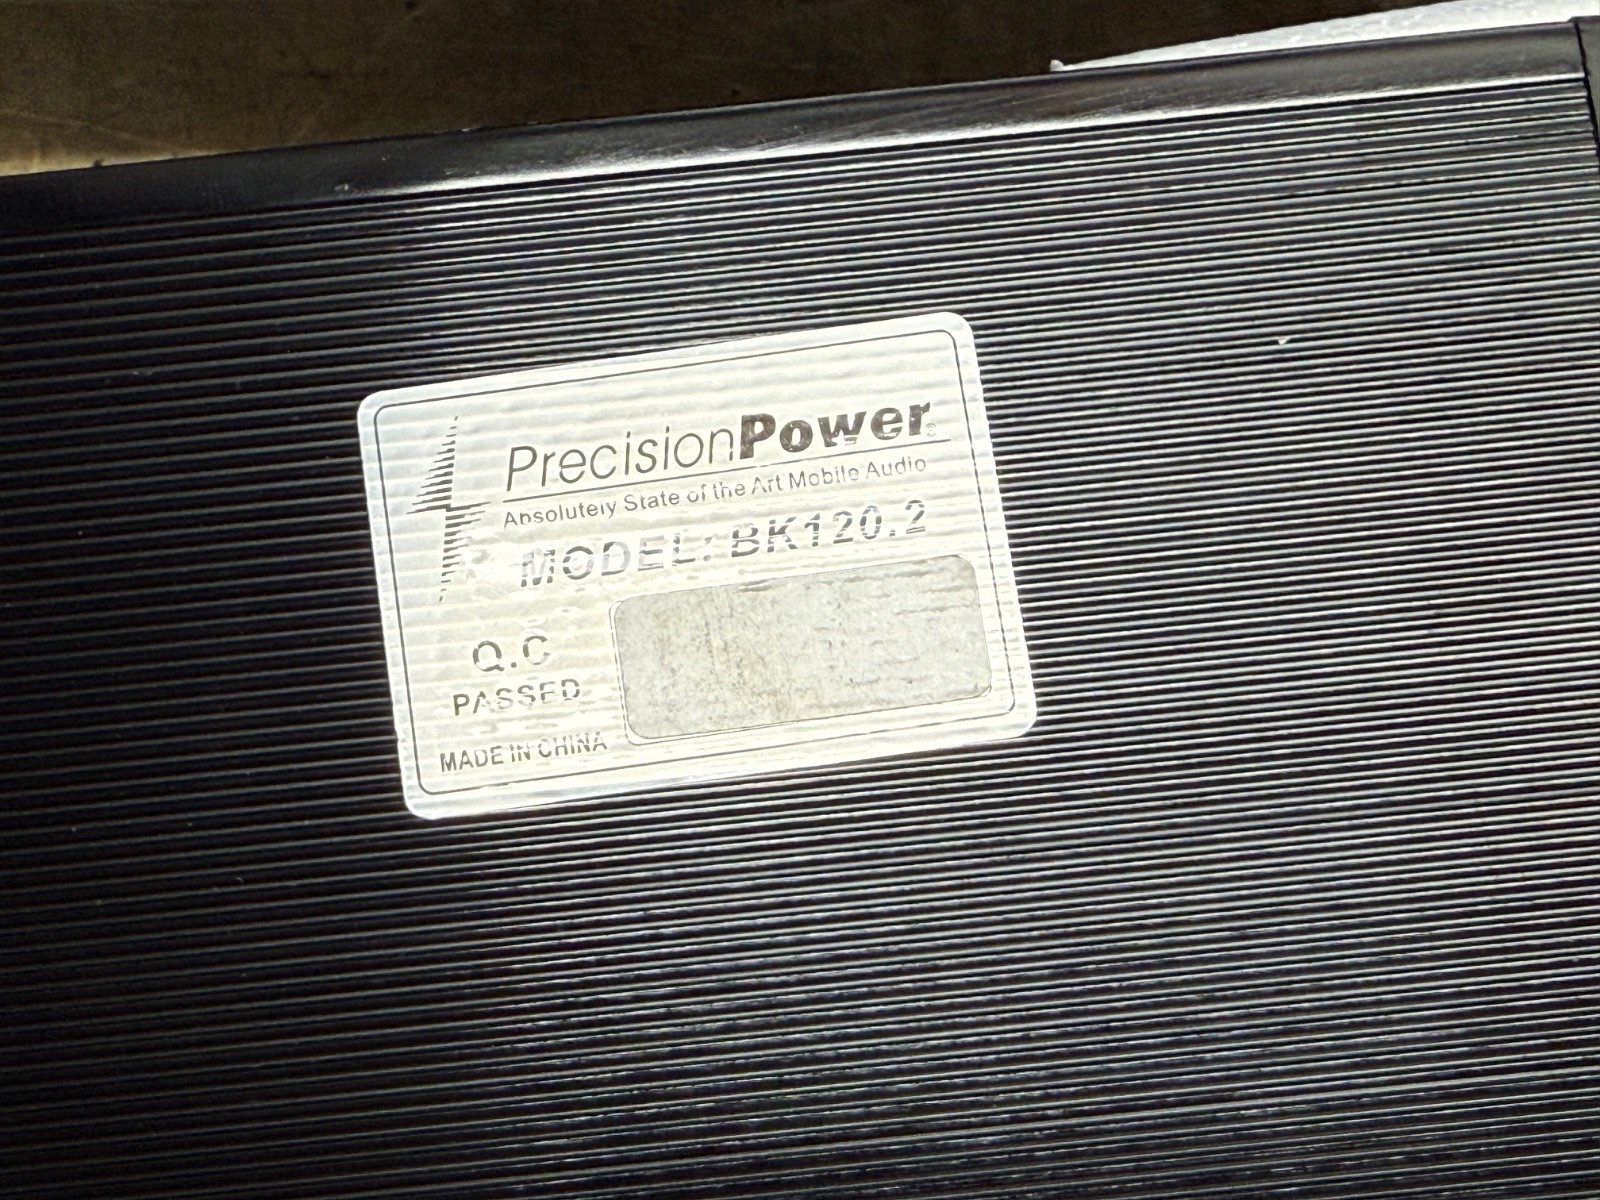 PrecisionPower®
Absolutely State of the Art Mobile Audio
MODEL: BK120.2
Q.C
PASSED
MADE IN CHINA